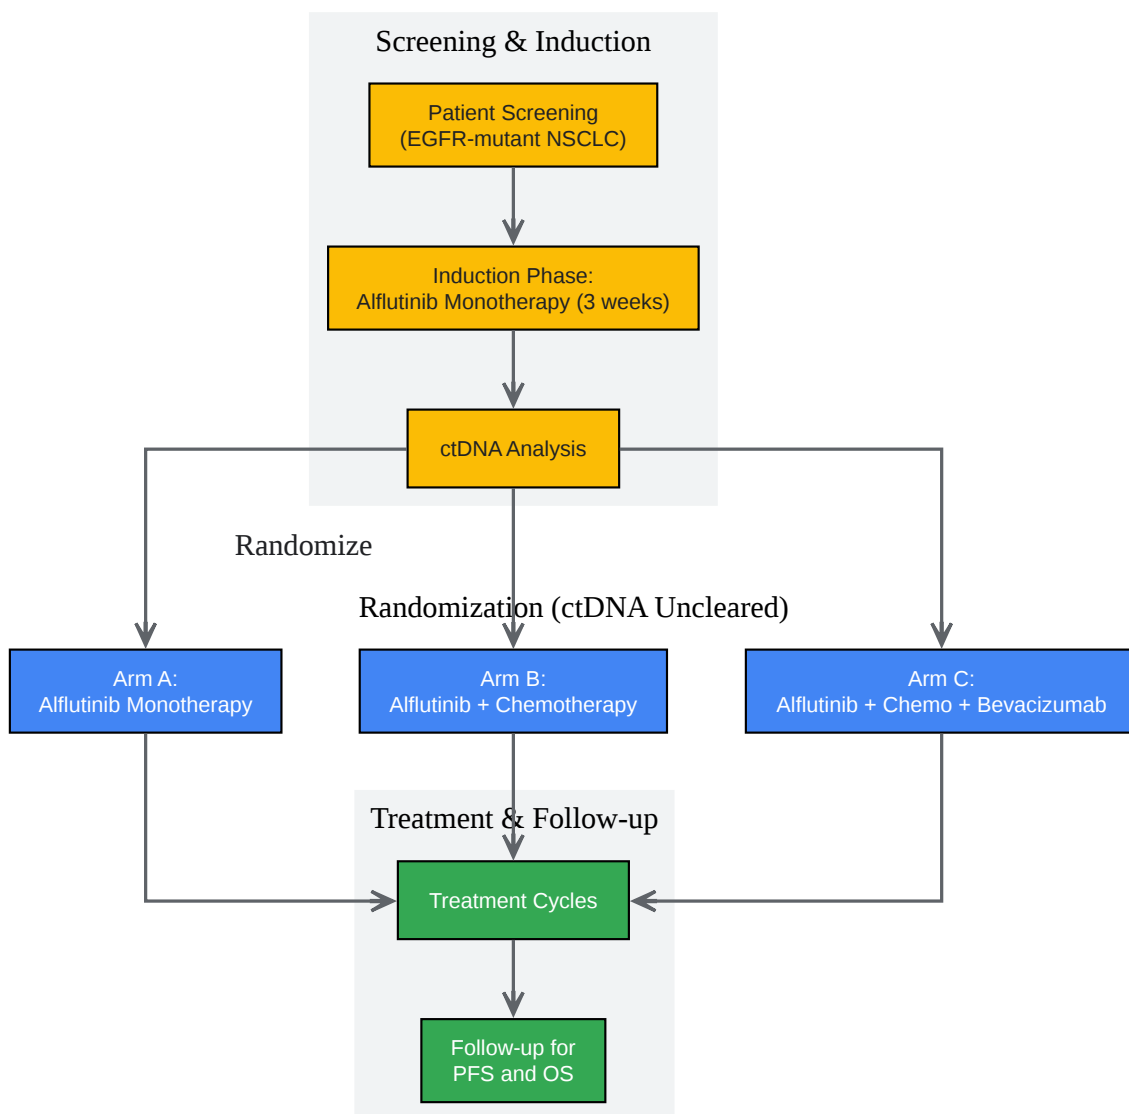 Screening & Induction
Patient Screening
(EGFR-mutant NSCLC)
Induction Phase:
Alflutinib Monotherapy (3 weeks)
ctDNA Analysis
Randomize
Randomization (ctDNA Uncleared)
Arm A:
Alflutinib Monotherapy
Arm B:
Alflutinib + Chemotherapy
Arm C:
Alflutinib + Chemo + Bevacizumab
Treatment & Follow-up
Treatment Cycles
Follow-up for
PFS and OS